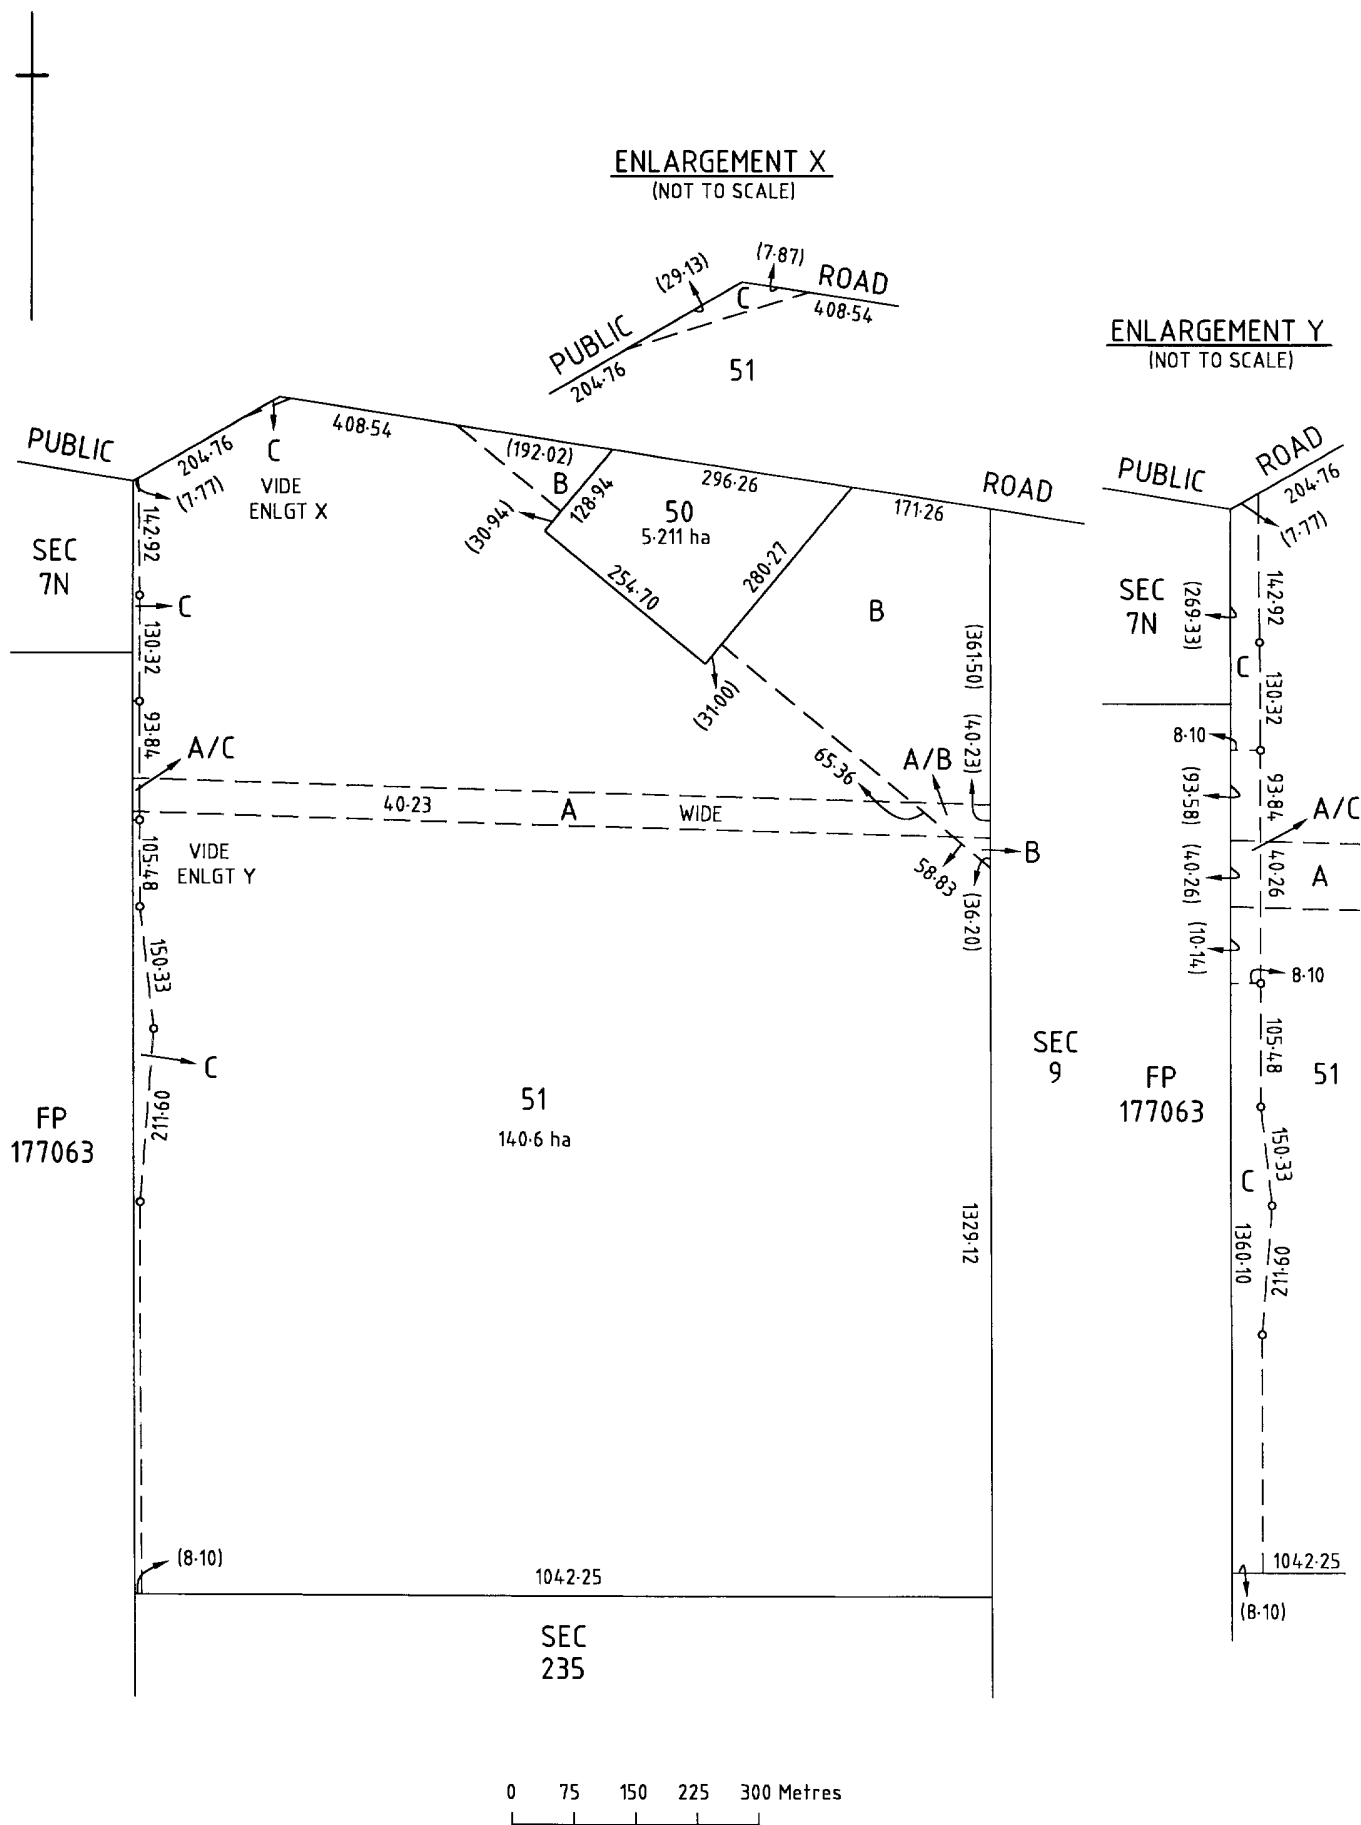 ENLARGEMENT X
(NOT TO SCALE)
(29·13)
(7·87)
ROAD
C
408·54
PUBLIC
204·76
51
ENLARGEMENT Y
(NOT TO SCALE)
PUBLIC
204·76
C
VIDE
ENLGT X
(7·77)
408·54
(192·02)
B
128·94
(30·94)
50
5·211 ha
296·26
254·70
280·27
(31·00)
171·26
ROAD
B
(361·50)
(40·23)
SEC
7N
142·92
C
130·32
93·84
A/C
40·23
A
WIDE
65·36
A/B
B
58·83
(36·20)
105·48
VIDE
ENLGT Y
150·33
C
211·60
FP
177063
51
140·6 ha
SEC
9
1329·12
(8·10)
1042·25
SEC
235
PUBLIC
ROAD
204·76
(7·77)
SEC
7N
(269·33)
142·92
C
130·32
8·10
(93·58)
93·84
A/C
(40·26)
40·26
A
(10·14)
8·10
105·48
51
FP
177063
150·33
C
1360·10
211·60
1042·25
(8·10)
0 75 150 225 300 Metres